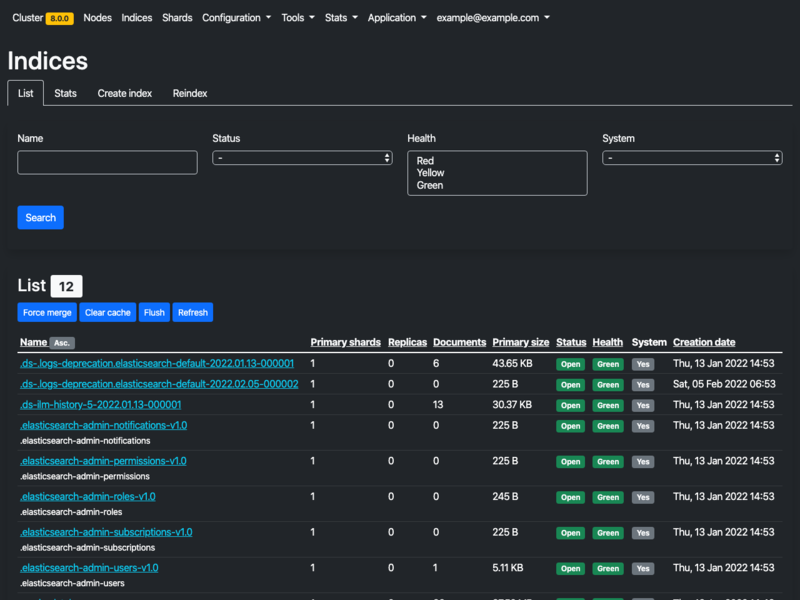 Cluster 8.0.0 Nodes Indices Shards Configuration Tools Stats Application example@example.com
Indices
List Stats Create index Reindex
Name Status Health System
- Red -
Yellow
Green
Search
List 12
Force merge Clear cache Flush Refresh
Name Asc. Primary shards Replicas Documents Primary size Status Health System Creation date
.ds-.logs-deprecation.elasticsearch-default-2022.01.13-000001 1 0 6 43.65 KB Open Green Yes Thu, 13 Jan 2022 14:53
.ds-.logs-deprecation.elasticsearch-default-2022.02.05-000002 1 0 0 225 B Open Green Yes Sat, 05 Feb 2022 06:53
.ds-ilm-history-5-2022.01.13-000001 1 0 13 30.37 KB Open Green Yes Thu, 13 Jan 2022 14:53
.elasticsearch-admin-notifications-v1.0 1 0 0 225 B Open Green Yes Thu, 13 Jan 2022 14:53
.elasticsearch-admin-notifications
.elasticsearch-admin-permissions-v1.0 1 0 0 225 B Open Green Yes Thu, 13 Jan 2022 14:53
.elasticsearch-admin-permissions
.elasticsearch-admin-roles-v1.0 1 0 0 245 B Open Green Yes Thu, 13 Jan 2022 14:53
.elasticsearch-admin-roles
.elasticsearch-admin-subscriptions-v1.0 1 0 0 225 B Open Green Yes Thu, 13 Jan 2022 14:53
.elasticsearch-admin-subscriptions
.elasticsearch-admin-users-v1.0 1 0 1 5.11 KB Open Green Yes Thu, 13 Jan 2022 14:53
.elasticsearch-admin-users